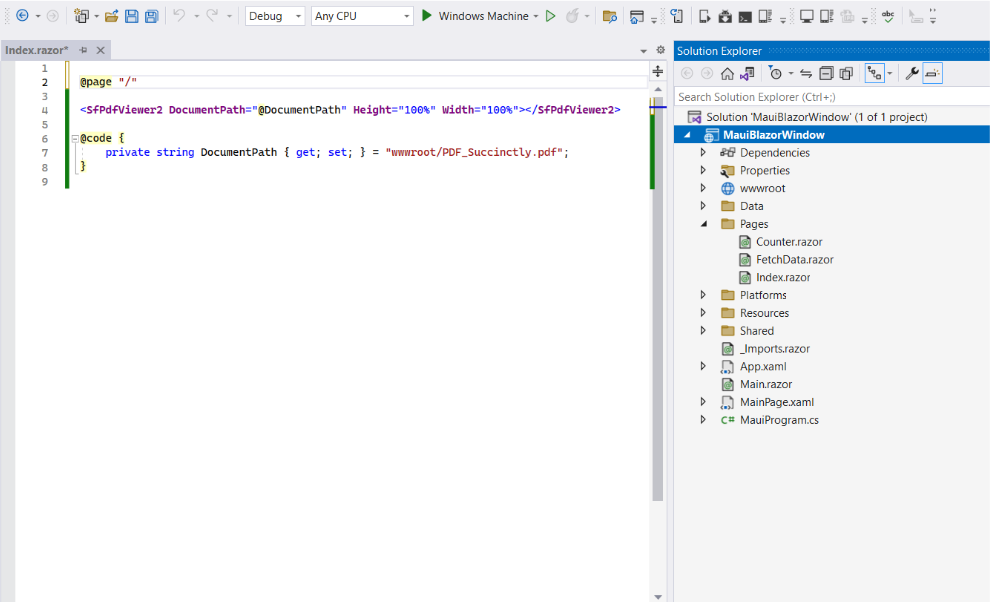 Debug
Any CPU
Windows Machine
abc
Index.razor*
1
2 @page "/"
3
4 <SfPdfViewer2 DocumentPath="@DocumentPath" Height="100%" Width="100%"></SfPdfViewer2>
5
6 @code {
7 private string DocumentPath { get; set; } = "wwwroot/PDF_Succinctly.pdf";
8 }
9
Solution Explorer
Search Solution Explorer (Ctrl+;)
Solution 'MauiBlazorWindow' (1 of 1 project)
MauiBlazorWindow
Dependencies
Properties
wwwroot
Data
Pages
Counter.razor
FetchData.razor
Index.razor
Platforms
Resources
Shared
_Imports.razor
App.xaml
Main.razor
MainPage.xaml
C# MauiProgram.cs